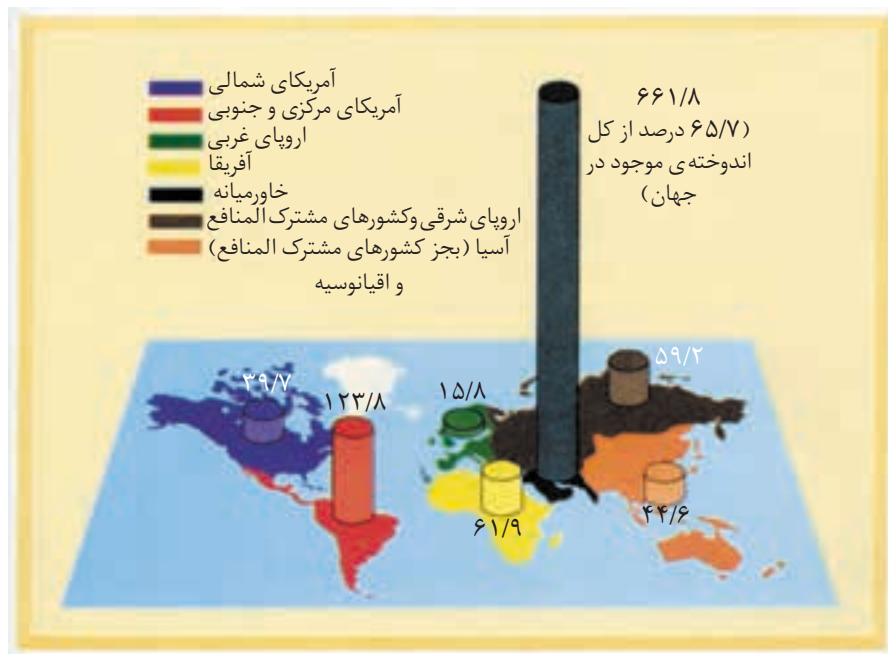 آمریکای شمالی
آمریکای مرکزی و جنوبی
اروپای غربی
آفریقا
خاورمیانه
اروپای شرقی وکشورهای مشترک المنافع
آسیا (بجز کشورهای مشترک المنافع)
و اقیانوسیه
۶۶۱/۸
(۶۵/۷ درصد از کل
اندوخته‌ی موجود در
جهان)
۵۹/۲
۳۹/۷
۱۲۳/۸
۱۵/۸
۶۱/۹
۴۴/۶